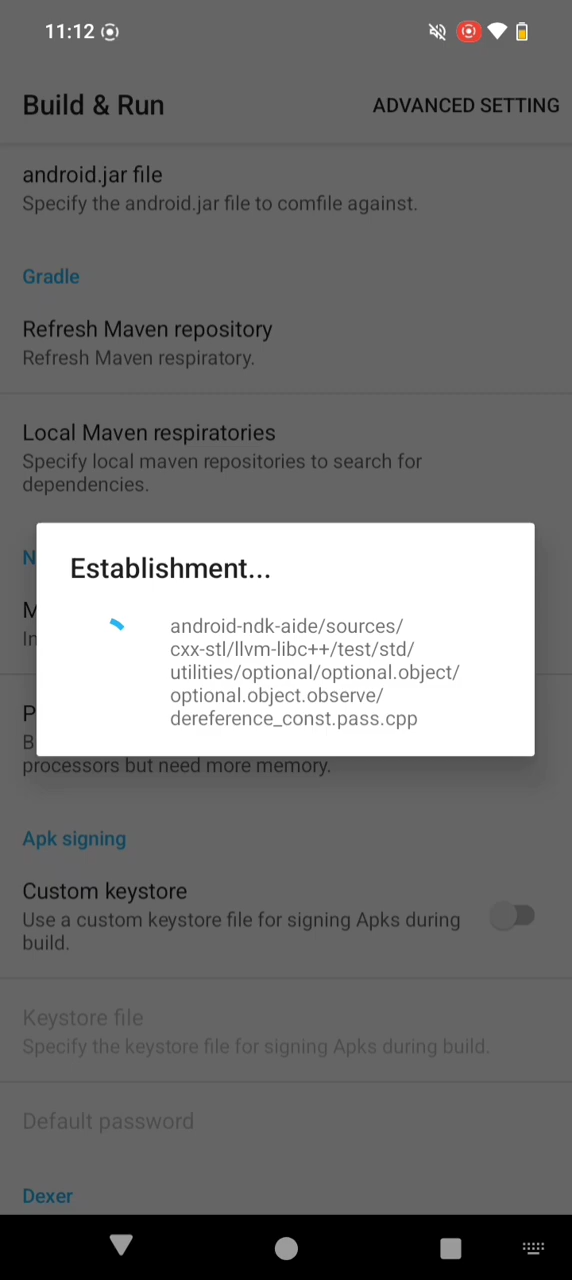 11:12
Build & Run
ADVANCED SETTING
android.jar file
Specify the android.jar file to comfile against.
Gradle
Refresh Maven repository
Refresh Maven respiratory.
Local Maven respiratories
Specify local maven repositories to search for
dependencies.
N
M
In
Establishment...
android-ndk-aide/sources/
cxx-stl/llvm-libc++/test/std/
utilities/optional/optional.object/
optional.object.observe/
dereference_const.pass.cpp
P
B
processors but need more memory.
Apk signing
Custom keystore
Use a custom keystore file for signing Apks during
build.
Keystore file
Specify the keystore file for signing Apks during build.
Default password
Dexer